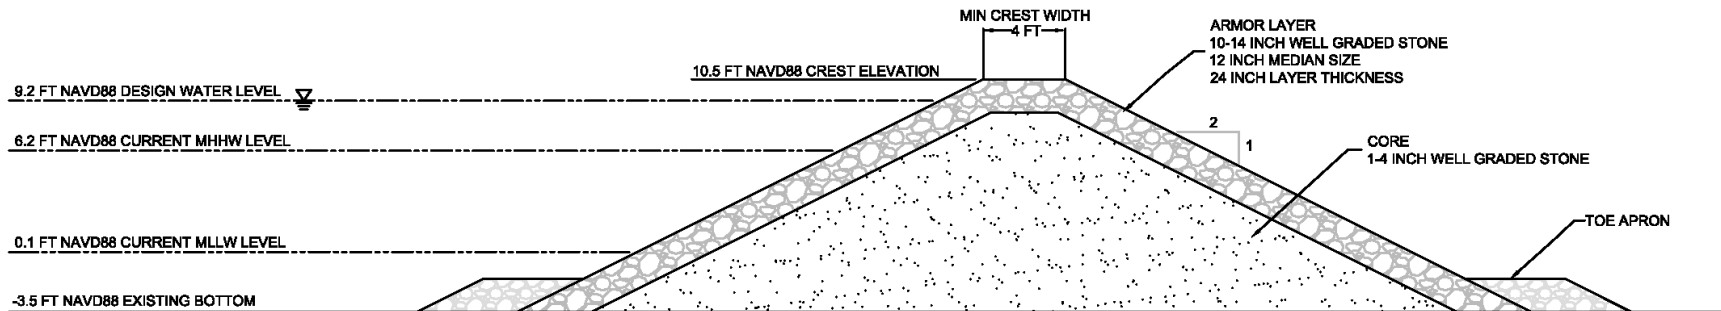 MIN CREST WIDTH
4 FT
ARMOR LAYER
10-14 INCH WELL GRADED STONE
12 INCH MEDIAN SIZE
24 INCH LAYER THICKNESS
10.5 FT NAVD88 CREST ELEVATION
9.2 FT NAVD88 DESIGN WATER LEVEL
2
1
6.2 FT NAVD88 CURRENT MHHW LEVEL
CORE
1-4 INCH WELL GRADED STONE
TOE APRON
0.1 FT NAVD88 CURRENT MLLW LEVEL
-3.5 FT NAVD88 EXISTING BOTTOM